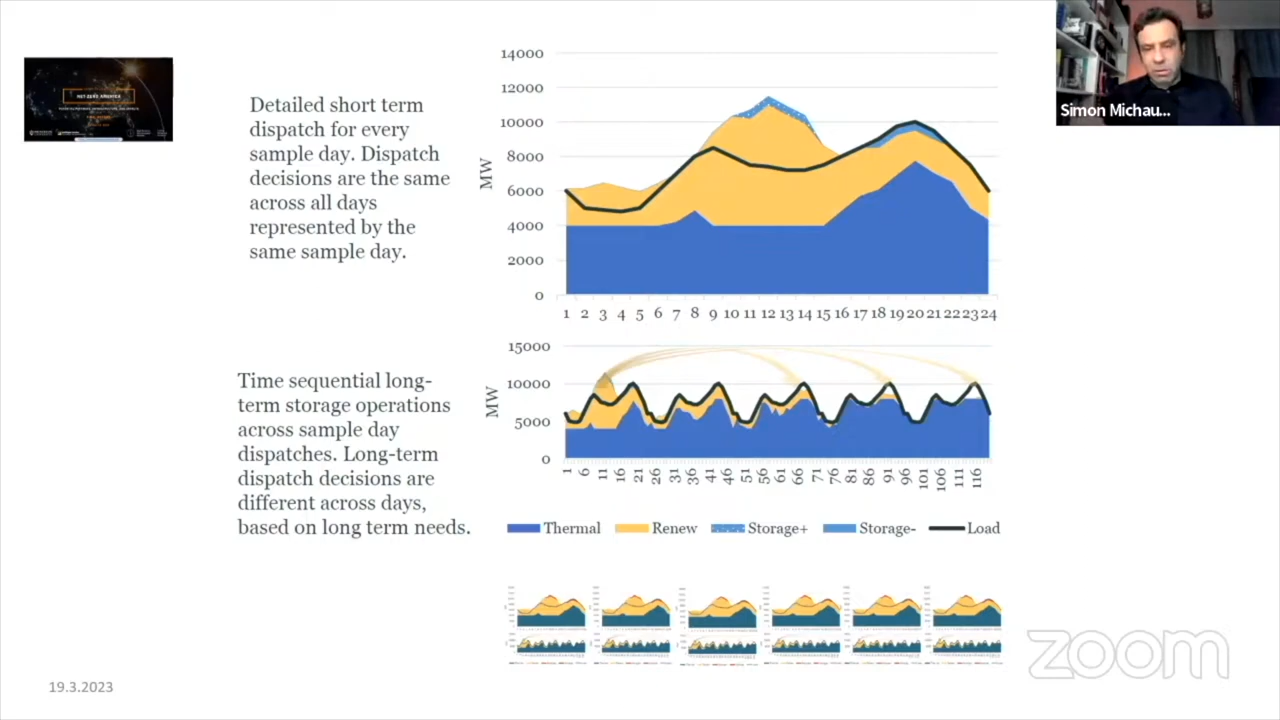 NET-ZERO AMERICA
Simon Michau...
Detailed short term
dispatch for every
sample day. Dispatch
decisions are the same
across all days
represented by the
same sample day.
14000
12000
10000
8000
6000
4000
2000
0
MW
1 2 3 4 5 6 7 8 9 10 11 12 13 14 15 16 17 18 19 20 21 22 23 24
Time sequential long-
term storage operations
across sample day
dispatches. Long-term
dispatch decisions are
different across days,
based on long term needs.
15000
10000
5000
0
MW
1 6 11 16 21 26 31 36 41 46 51 56 61 66 71 76 81 86 91 96 101 106 111 116
Thermal Renew Storage+ Storage- Load
19.3.2023
zoom